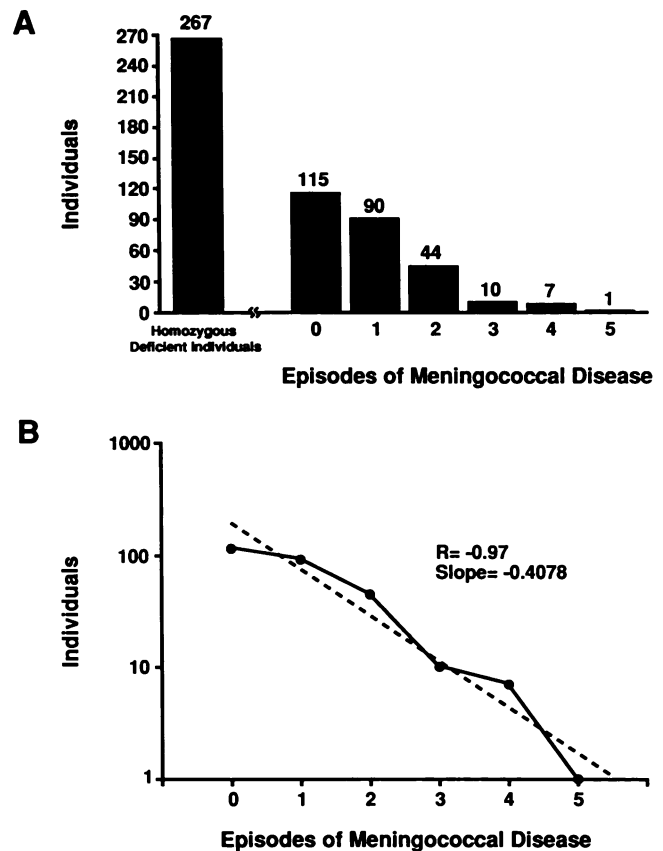 A
267
270
240
210
180
150
120
90
60
30
0
Individuals
115
90
44
10
7
1
Homozygous
Deficient Individuals
0 1 2 3 4 5
Episodes of Meningococcal Disease
B
1000
100
10
1
Individuals
R= -0.97
Slope= -0.4078
0 1 2 3 4 5
Episodes of Meningococcal Disease